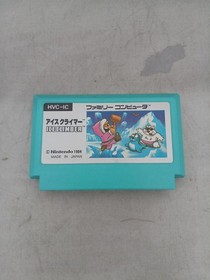 HVC-IC
ファミリー コンピュータ
アイスクライマー
ICE CLIMBER
© Nintendo 1984
MADE IN JAPAN